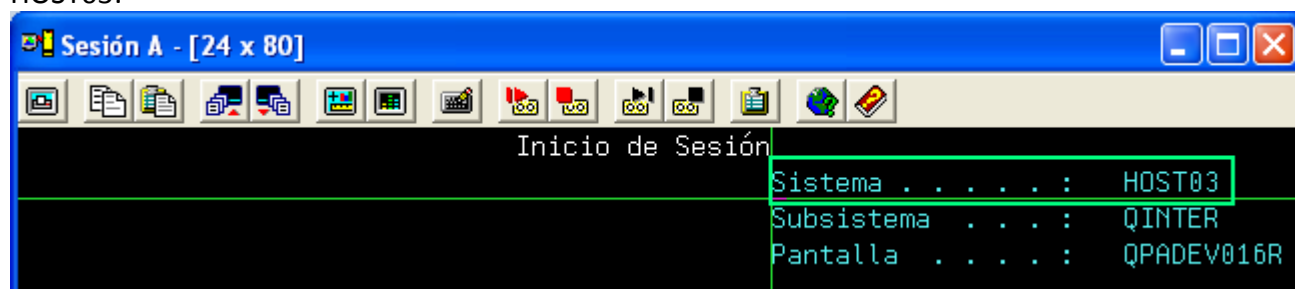 HOST03.
Sesión A - [24 x 80]
Inicio de Sesión
Sistema . . . . . : HOST03
Subsistema . . . : QINTER
Pantalla . . . . : QPADEV016R